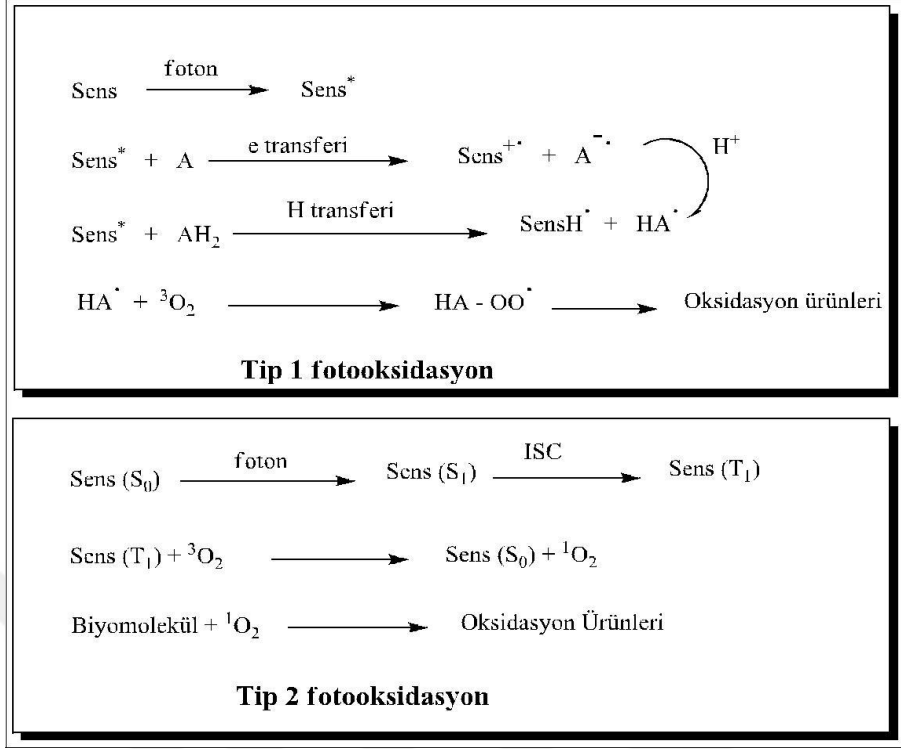 foton
Sens Sens*
Sens* + A e transferi Sens⁺˙ + A⁻˙ H⁺
Sens* + AH₂ H transferi SensH˙ + HA˙
HA˙ + ³O₂ HA - OO˙ Oksidasyon ürünleri
Tip 1 fotooksidasyon
foton ISC
Sens (S₀) Sens (S₁) Sens (T₁)
Sens (T₁) + ³O₂ Sens (S₀) + ¹O₂
Biyomolekül + ¹O₂ Oksidasyon Ürünleri
Tip 2 fotooksidasyon